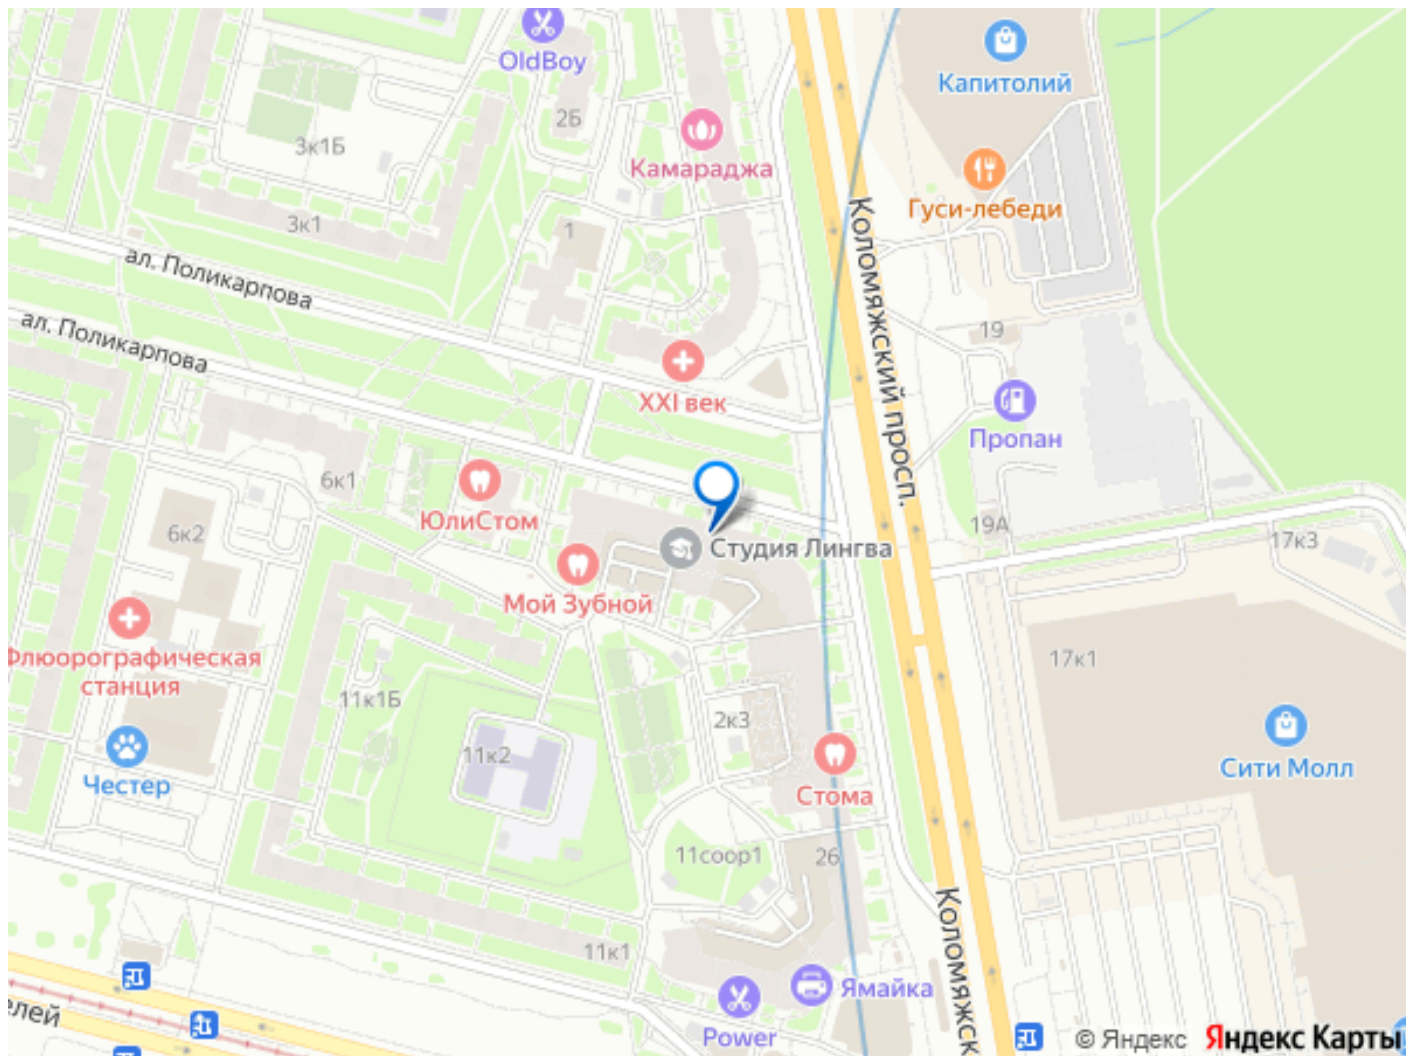 OldBoy
Капитолий
2Б
3к1Б
Камараджа
Гуси-лебеди
3к1
1
ал. Поликарпова
Коломяжский просп.
ал. Поликарпова
19
XXI век
Пропан
6к1
ЮлиСтом
6к2
19А
17к3
Студия Лингва
Мой Зубной
Флюорографическая
станция
17к1
11к1Б
2к3
11к2
Сити Молл
Честер
Стома
11соор1
26
11к1
Коломяжск
Ямайка
елей
Power
© Яндекс
Яндекс Карты